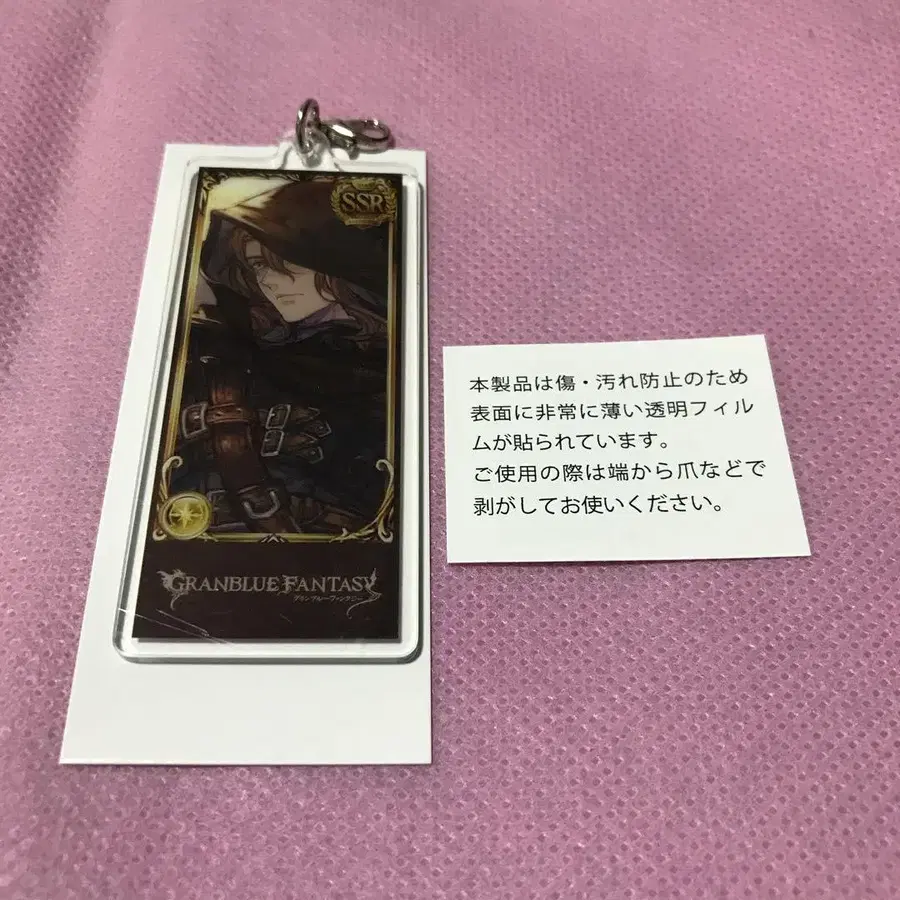 SSR
GRANBLUE FANTASY
グランブルーファンタジー
本製品は傷・汚れ防止のため
表面に非常に薄い透明フィル
ムが貼られています。
ご使用の際は端から爪などで
剥がしてお使いください。